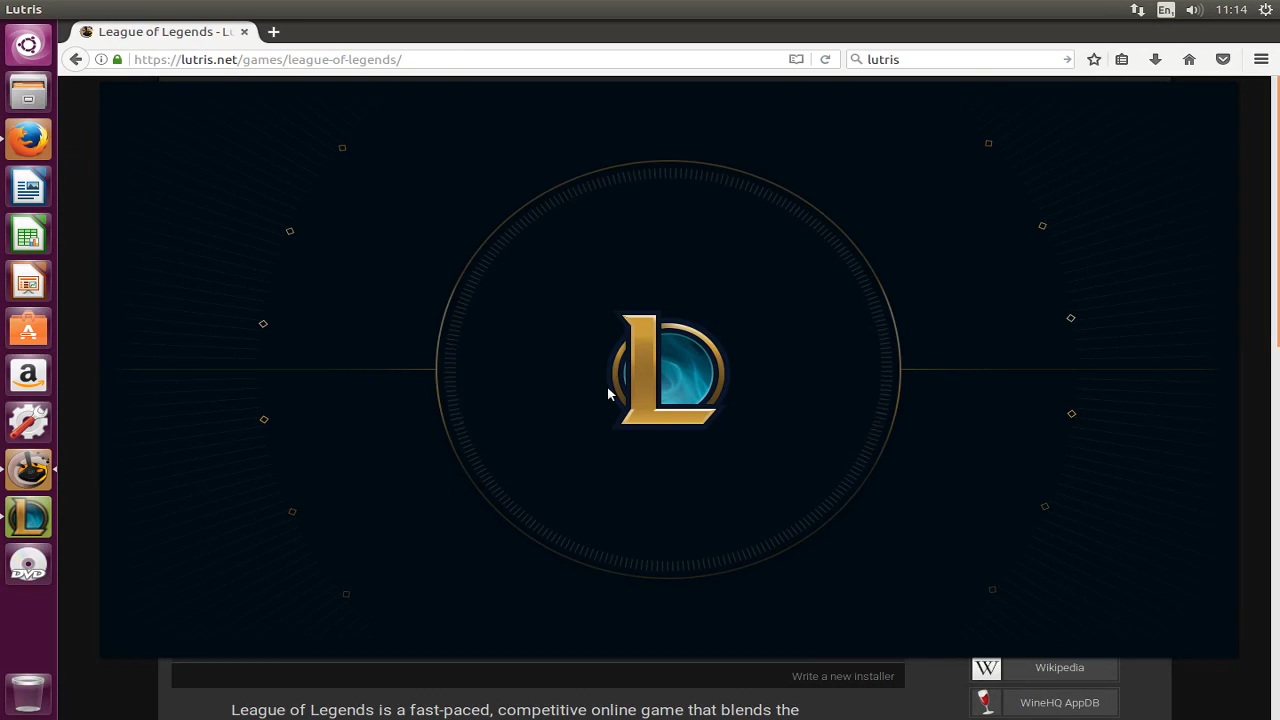 Lutris
En
11:14
League of Legends - Lu
https://lutris.net/games/league-of-legends/
lutris
Write a new installer
Wikipedia
WineHQ AppDB
League of Legends is a fast-paced, competitive online game that blends the